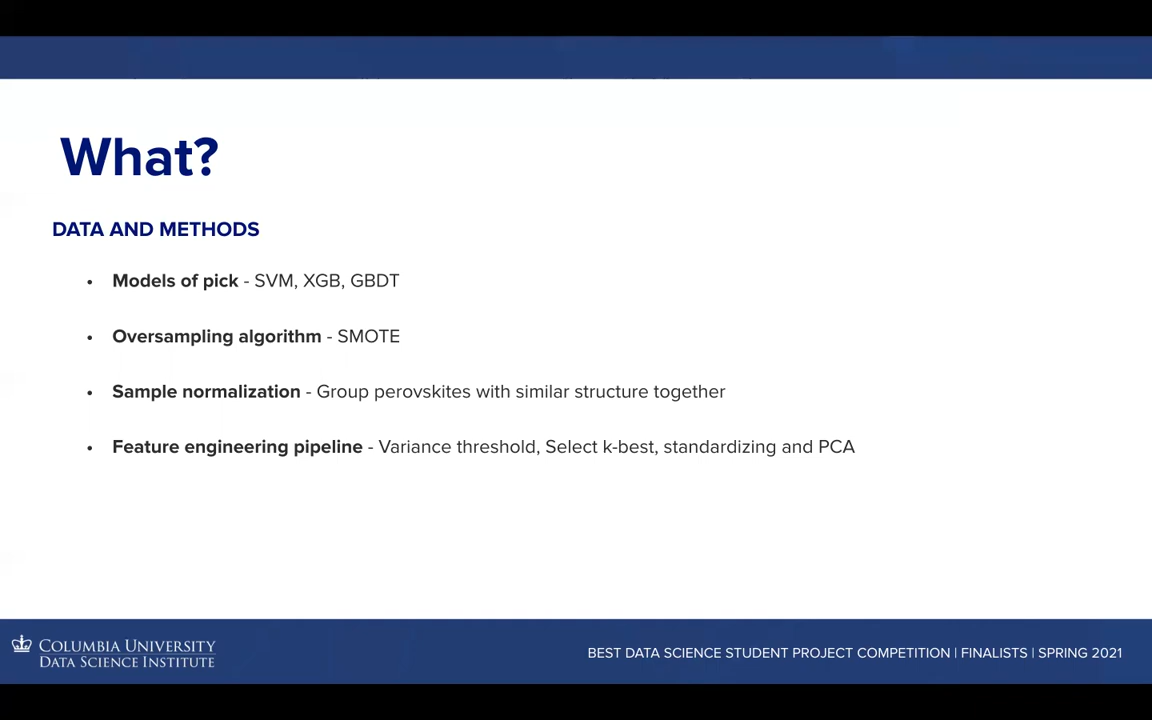 What?
DATA AND METHODS
• Models of pick - SVM, XGB, GBDT
• Oversampling algorithm - SMOTE
• Sample normalization - Group perovskites with similar structure together
• Feature engineering pipeline - Variance threshold, Select k-best, standardizing and PCA
COLUMBIA UNIVERSITY
DATA SCIENCE INSTITUTE
BEST DATA SCIENCE STUDENT PROJECT COMPETITION | FINALISTS | SPRING 2021